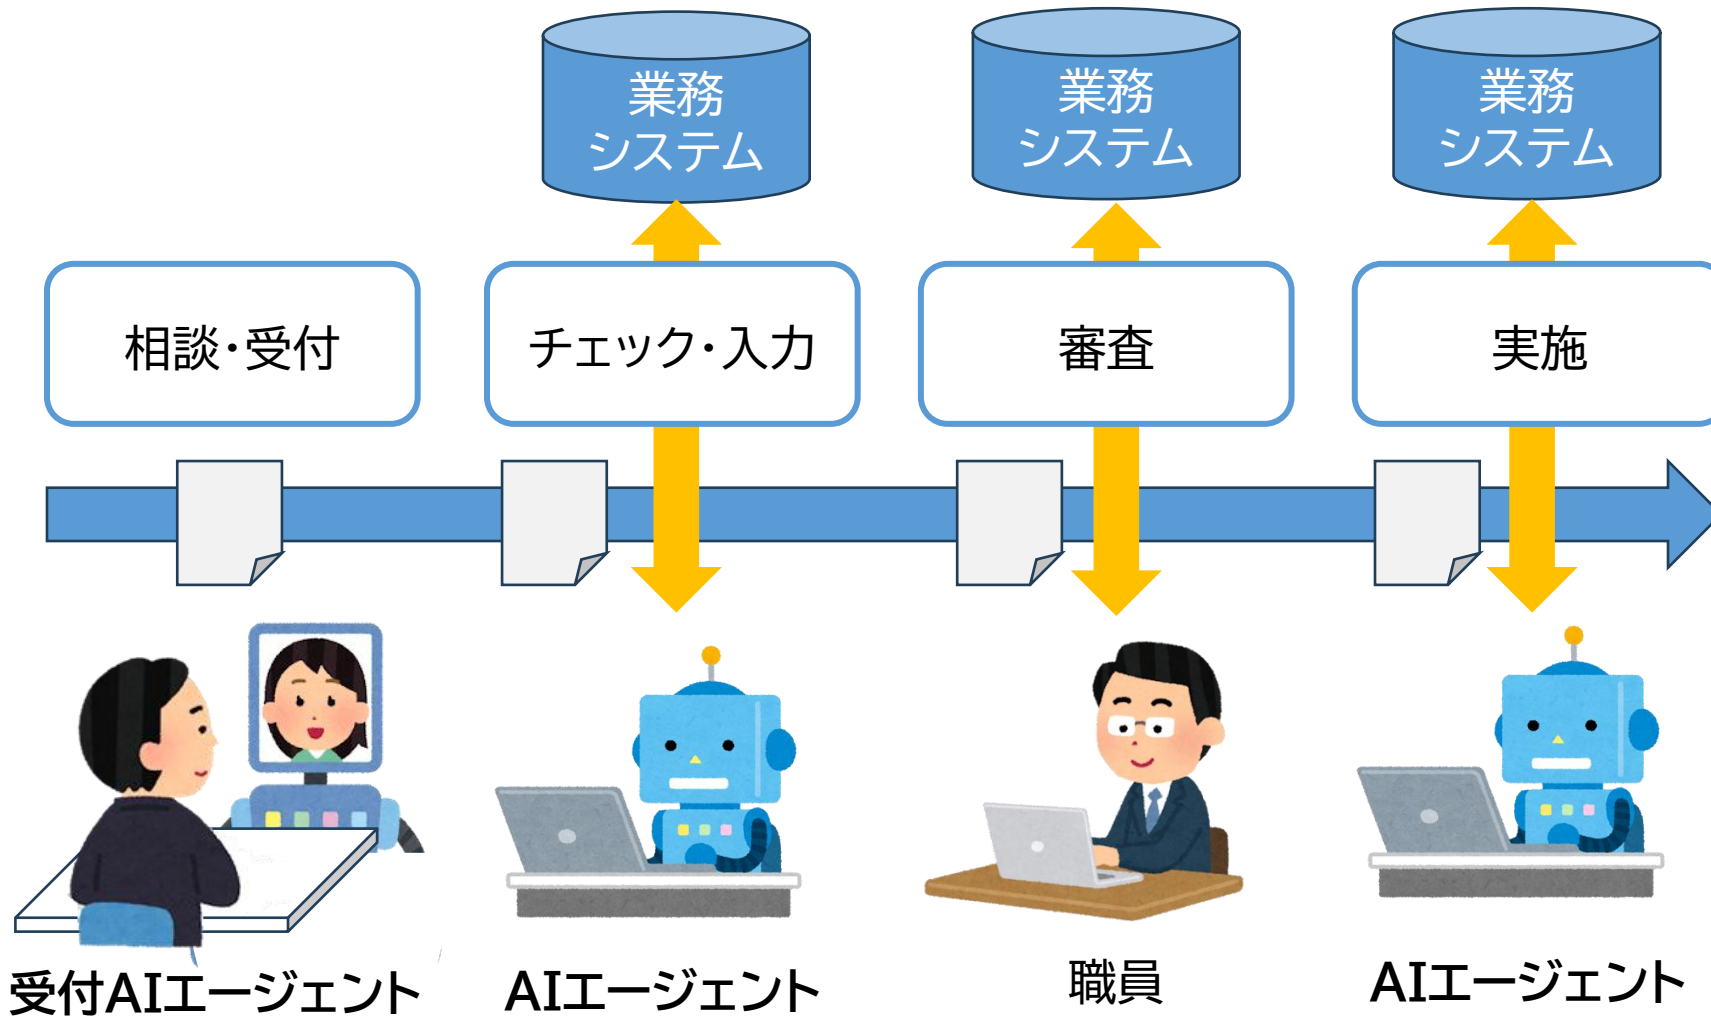 業務
システム
業務
システム
業務
システム
相談・受付
チェック・入力
審査
実施
受付AIエージェント
AIエージェント
職員
AIエージェント